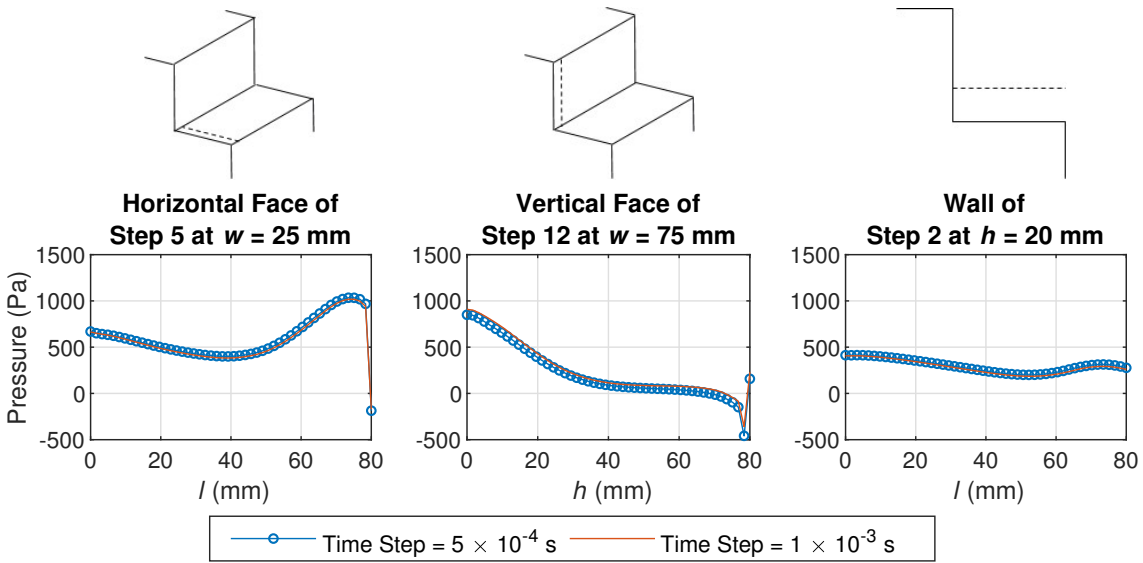 Horizontal Face of
Step 5 at w = 25 mm
Vertical Face of
Step 12 at w = 75 mm
Wall of
Step 2 at h = 20 mm
Pressure (Pa)
1500
1000
500
0
-500
0 20 40 60 80
l (mm)
1500
1000
500
0
-500
0 20 40 60 80
h (mm)
1500
1000
500
0
-500
0 20 40 60 80
l (mm)
Time Step = 5 × 10⁻⁴ s
Time Step = 1 × 10⁻³ s